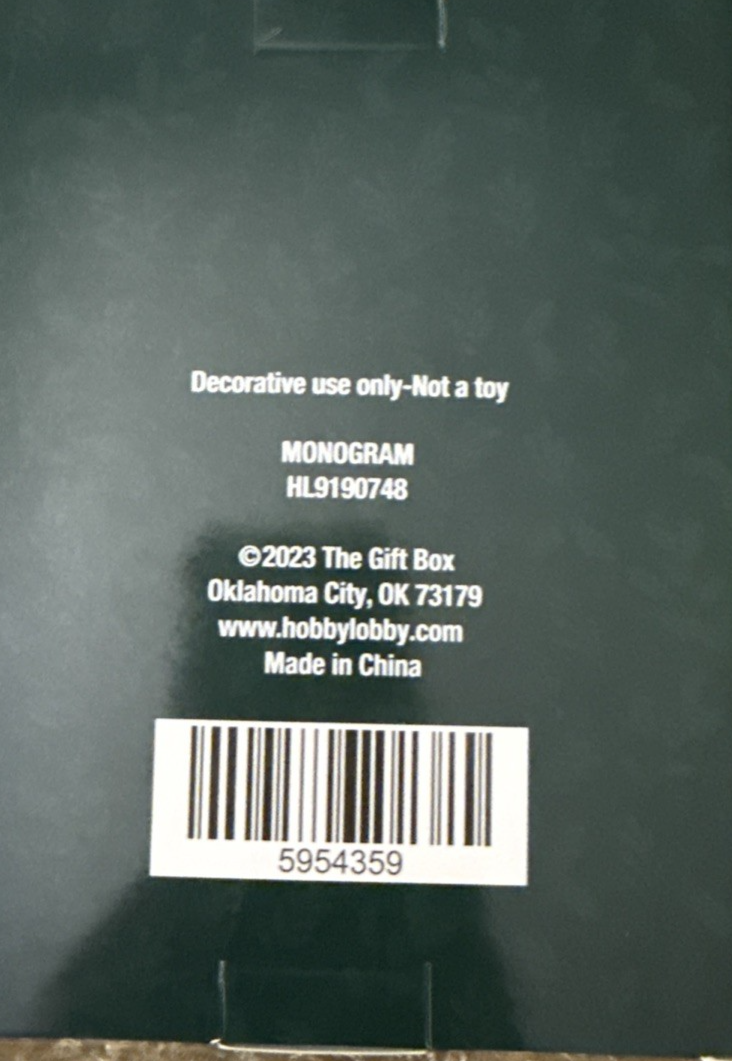 Decorative use only-Not a toy
MONOGRAM
HL9190748
©2023 The Gift Box
Oklahoma City, OK 73179
www.hobbylobby.com
Made in China
5954359